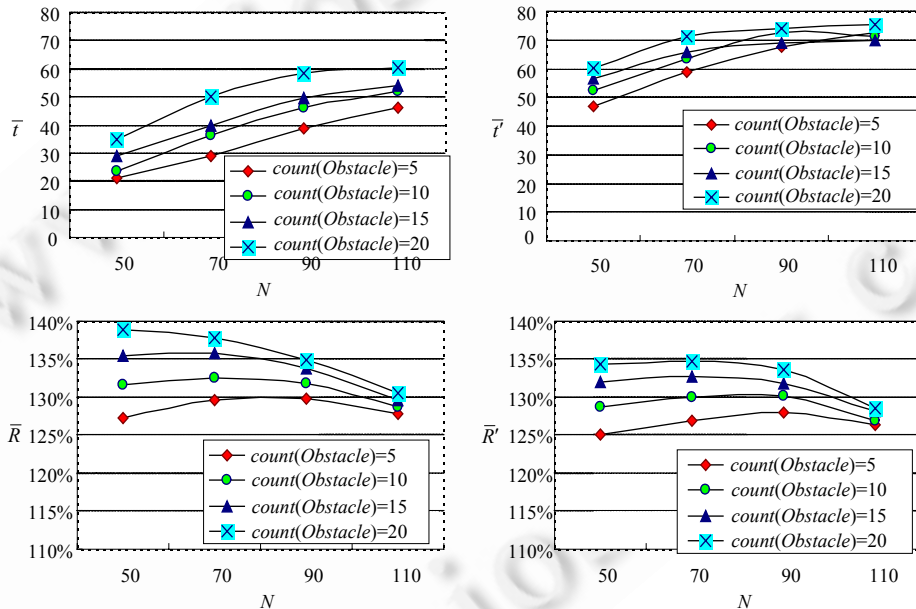 80
70
60
50
40
30
20
10
0
t̅
count(Obstacle)=5
count(Obstacle)=10
count(Obstacle)=15
count(Obstacle)=20
50 70 90 110
N
80
70
60
50
40
30
20
10
0
t̅'
count(Obstacle)=5
count(Obstacle)=10
count(Obstacle)=15
count(Obstacle)=20
50 70 90 110
N
140%
135%
130%
125%
120%
115%
110%
R̅
count(Obstacle)=5
count(Obstacle)=10
count(Obstacle)=15
count(Obstacle)=20
50 70 90 110
N
140%
135%
130%
125%
120%
115%
110%
R̅'
count(Obstacle)=5
count(Obstacle)=10
count(Obstacle)=15
count(Obstacle)=20
50 70 90 110
N